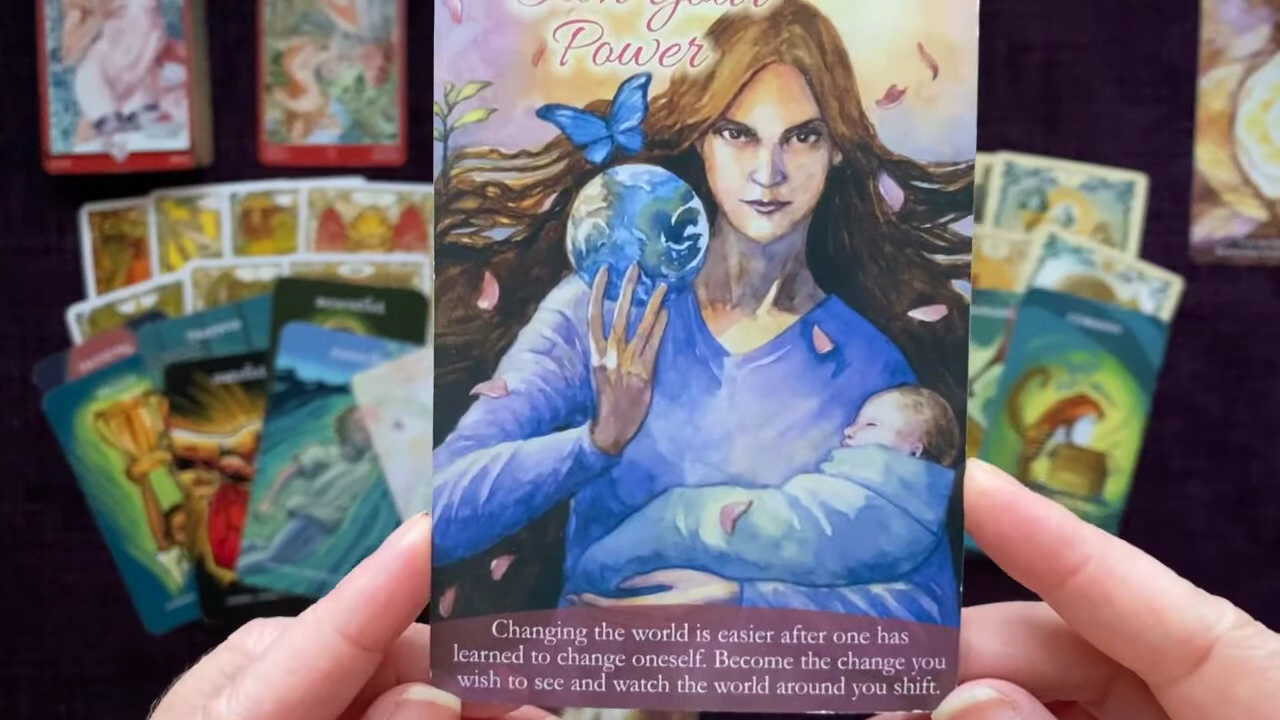 Your
Power
Changing the world is easier after one has
learned to change oneself. Become the change you
wish to see and watch the world around you shift.